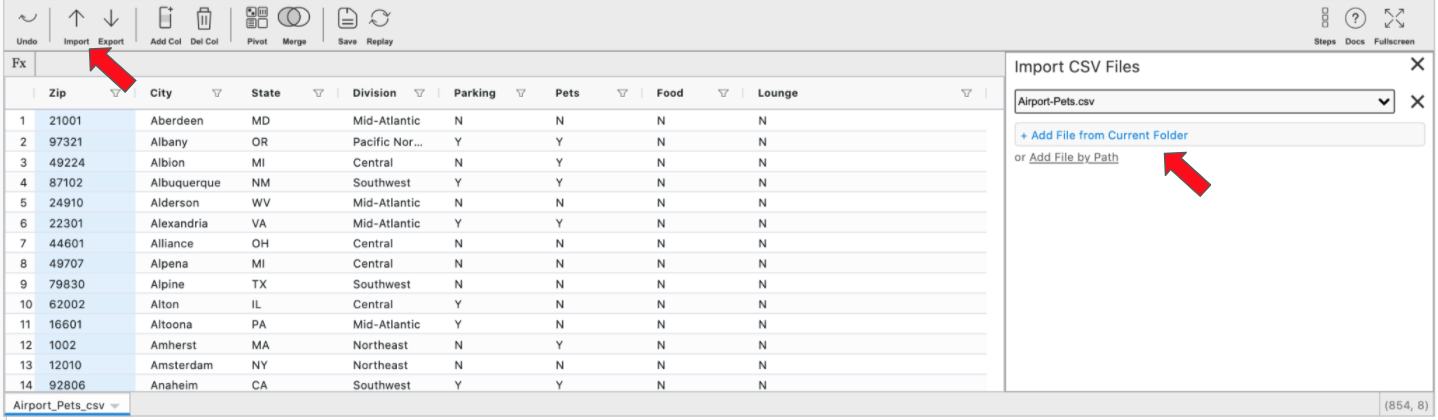 Undo Import Export Add Col Del Col Pivot Merge Save Replay Steps Docs Fullscreen
Fx
Zip City State Division Parking Pets Food Lounge
1 21001 Aberdeen MD Mid-Atlantic N N N N
2 97321 Albany OR Pacific Nor... Y Y N N
3 49224 Albion MI Central N Y N N
4 87102 Albuquerque NM Southwest Y Y N N
5 24910 Alderson WV Mid-Atlantic N N N N
6 22301 Alexandria VA Mid-Atlantic Y Y N N
7 44601 Alliance OH Central N N N N
8 49707 Alpena MI Central N N N N
9 79830 Alpine TX Southwest N N N N
10 62002 Alton IL Central Y N N N
11 16601 Altoona PA Mid-Atlantic Y N N N
12 1002 Amherst MA Northeast N Y N N
13 12010 Amsterdam NY Northeast N N N N
14 92806 Anaheim CA Southwest Y Y N N
Import CSV Files
Airport-Pets.csv
+ Add File from Current Folder
or Add File by Path
Airport_Pets_csv
(854, 8)